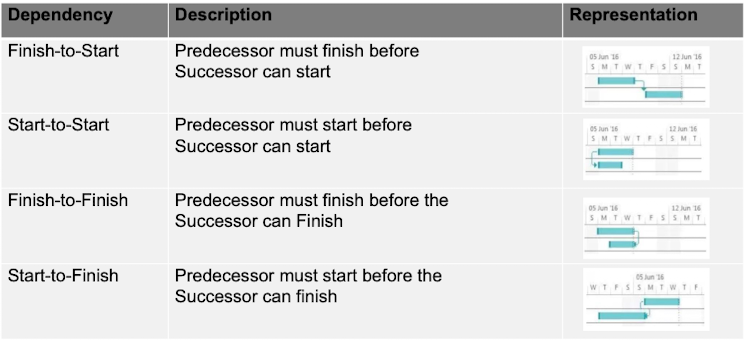 Dependency Description Representation
Finish-to-Start Predecessor must finish before
Successor can start
05 Jun '16 12 Jun '16
S M T W T F S S M T
Start-to-Start Predecessor must start before
Successor can start
05 Jun '16 12 Jun '16
S M T W T F S S M T
Finish-to-Finish Predecessor must finish before the
Successor can Finish
05 Jun '16 12 Jun '16
S M T W T F S S M T
Start-to-Finish Predecessor must start before the
Successor can finish
05 Jun '16
W T F S S M T W T F